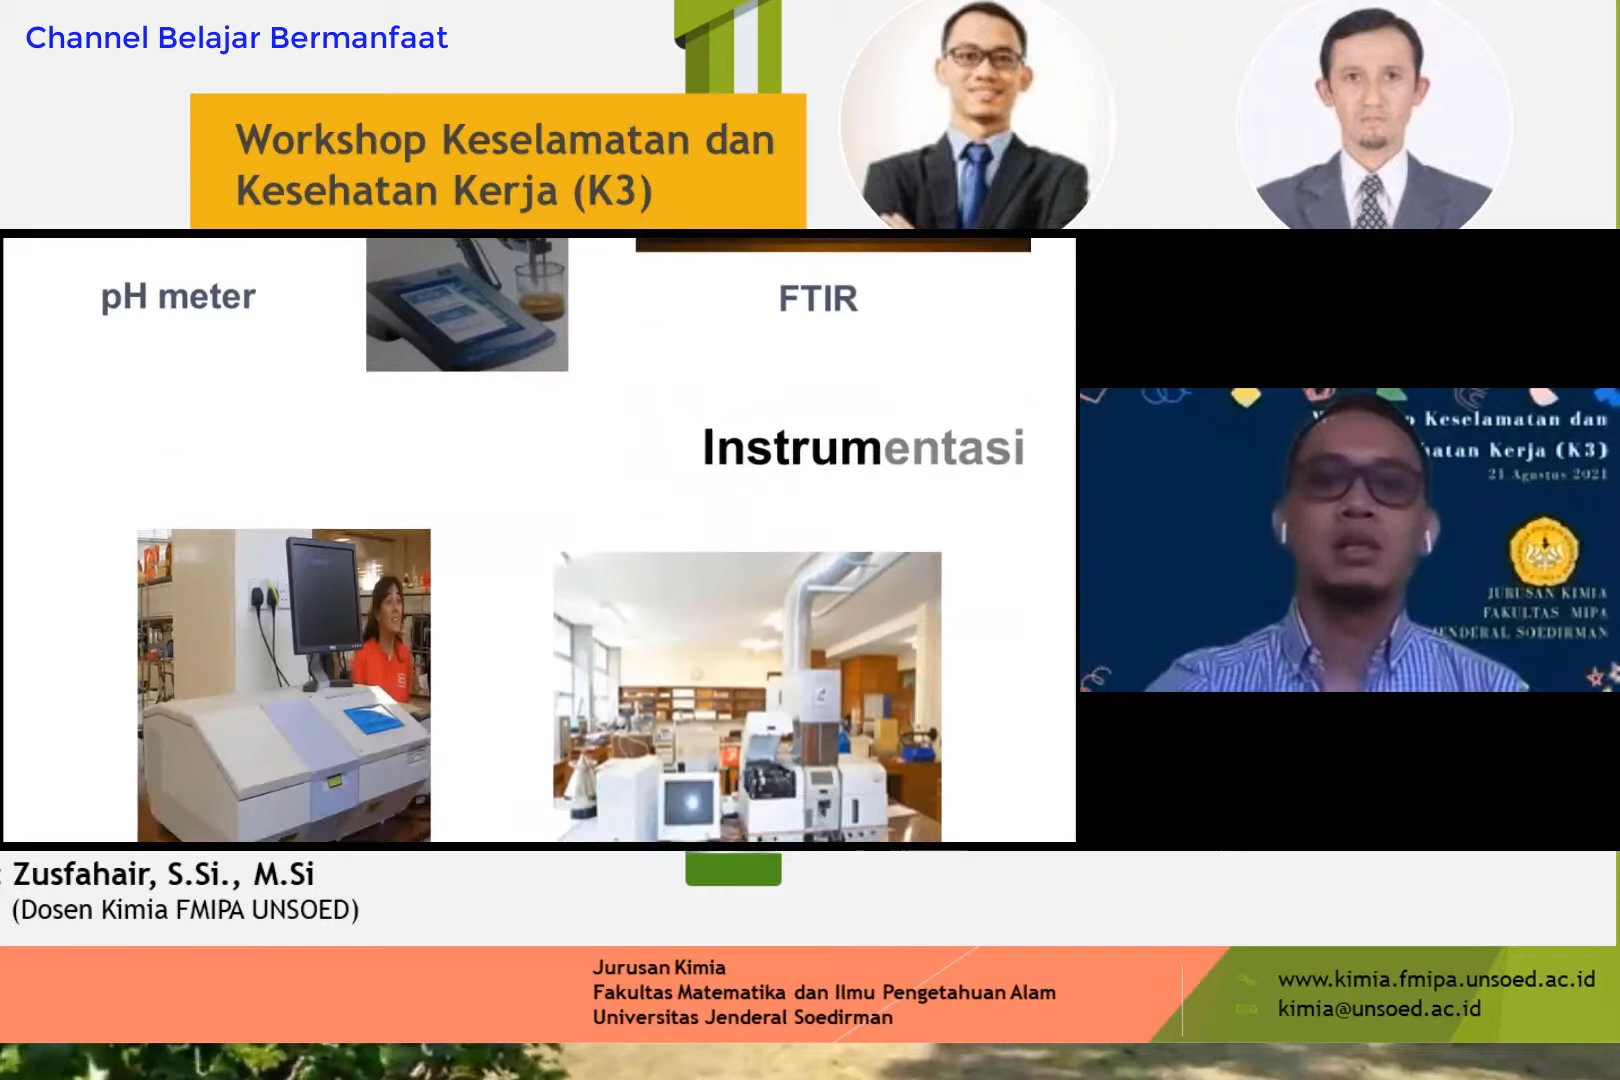 Channel Belajar Bermanfaat
Workshop Keselamatan dan
Kesehatan Kerja (K3)
pH meter
FTIR
Instrumentasi
Keselamatan dan
Kerja (K3)
21 Agustus 2021
JURUSAN KIMIA
FAKULTAS MIPA
JENDERAL SOEDIRMAN
: Zusfahair, S.Si., M.Si
(Dosen Kimia FMIPA UNSOED)
Jurusan Kimia
Fakultas Matematika dan Ilmu Pengetahuan Alam
Universitas Jenderal Soedirman
www.kimia.fmipa.unsoed.ac.id
kimia@unsoed.ac.id